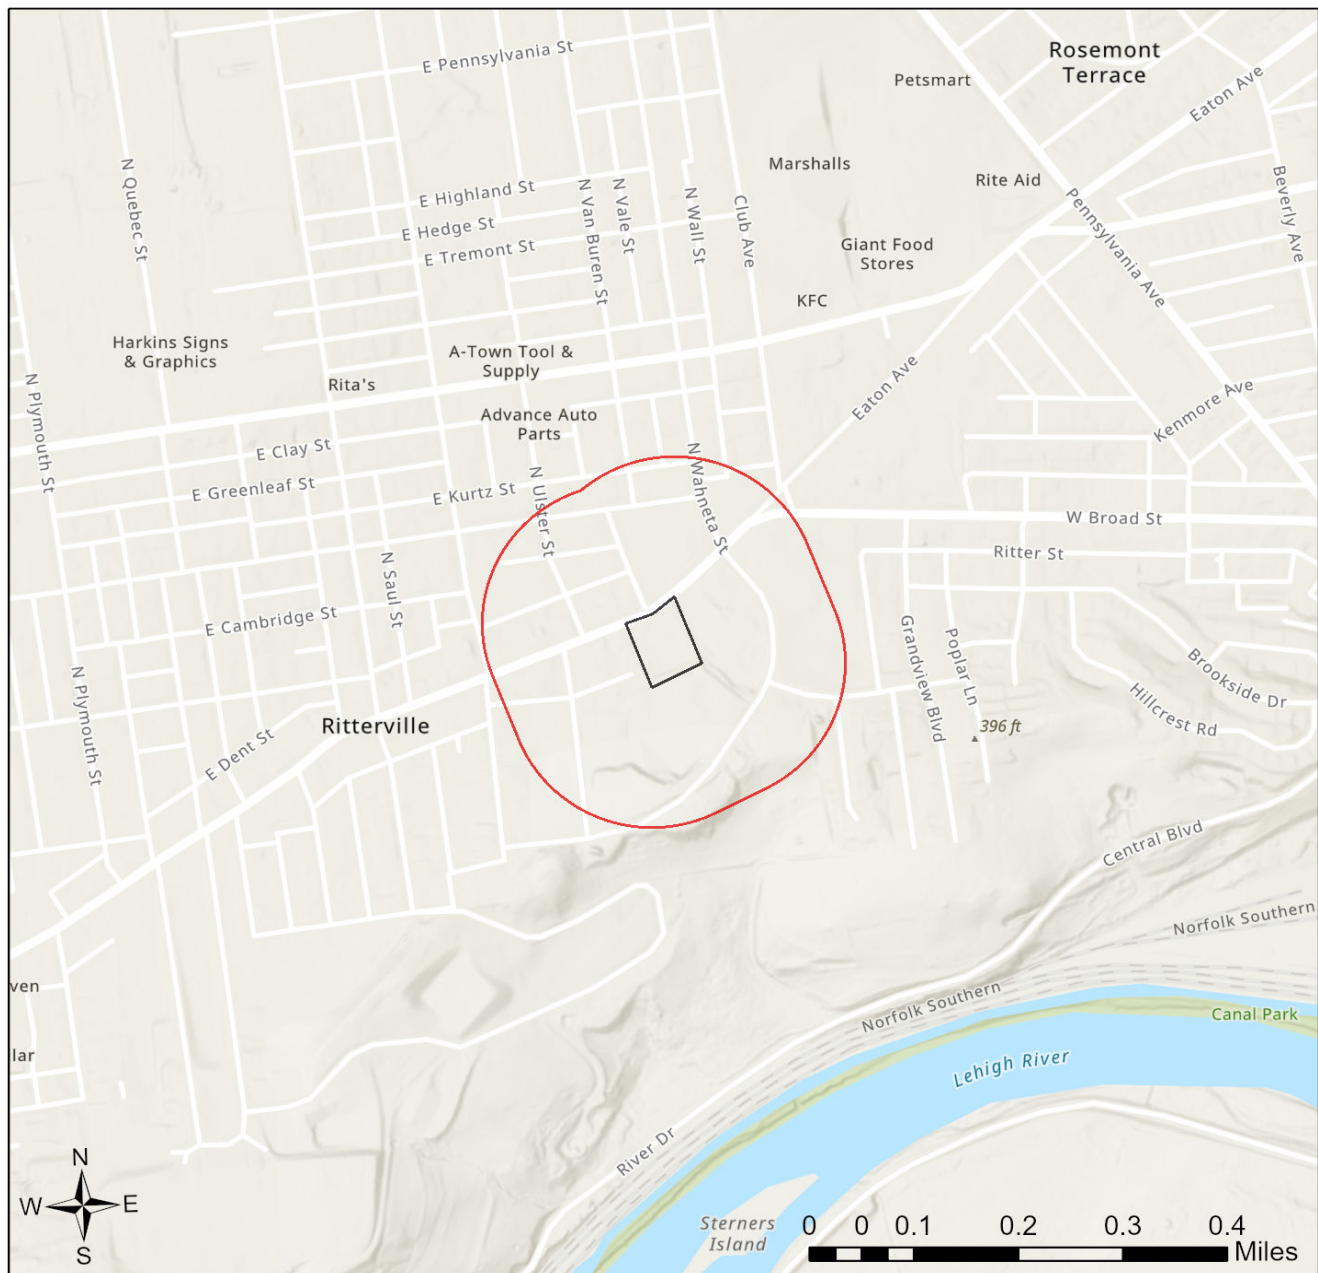 Rosemont
Terrace
E Pennsylvania St
Petsmart
Eaton Ave
Marshalls
Rite Aid
N Quebec St
E Highland St
N Van Buren St
N Vale St
N Wall St
Club Ave
Pennsylvania Ave
Beverly Ave
E Hedge St
E Tremont St
Giant Food
Stores
KFC
Harkins Signs
& Graphics
A-Town Tool &
Supply
Rita's
Eaton Ave
N Plymouth St
Advance Auto
Parts
Kenmore Ave
E Clay St
E Greenleaf St
E Kurtz St
N Ulster St
N Wahneta St
W Broad St
Ritter St
N Saul St
E Cambridge St
Grandview Blvd
Poplar Ln
Brookside Dr
Hillcrest Rd
N Plymouth St
Ritterville
396 ft
E Dent St
Central Blvd
Norfolk Southern
ven
Norfolk Southern
Canal Park
lar
Lehigh River
River Dr
Sterners
Island
N
W E
S
0 0 0.1 0.2 0.3 0.4
Miles